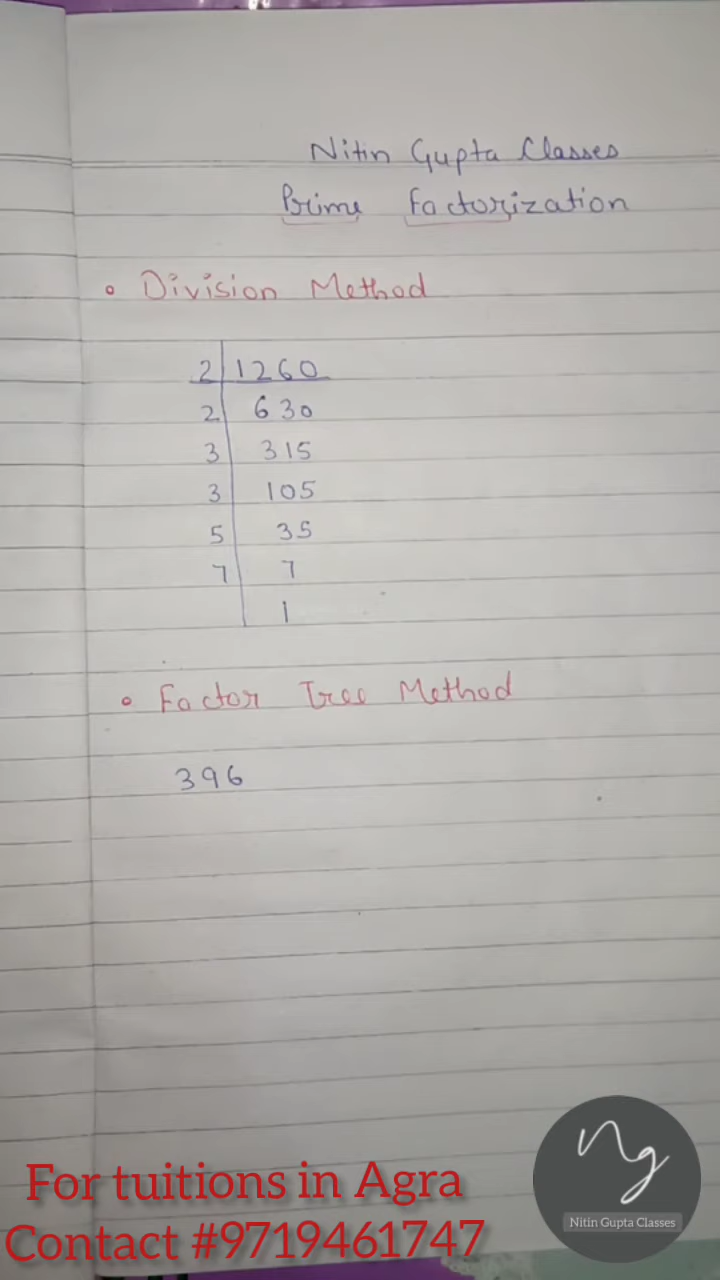 Nitin Gupta Classes
Prime Factorization
• Division Method
2 1260
2 630
3 315
3 105
5 35
7 7
1
• Factor Tree Method
396
For tuitions in Agra
Contact #9719461747
ng
Nitin Gupta Classes